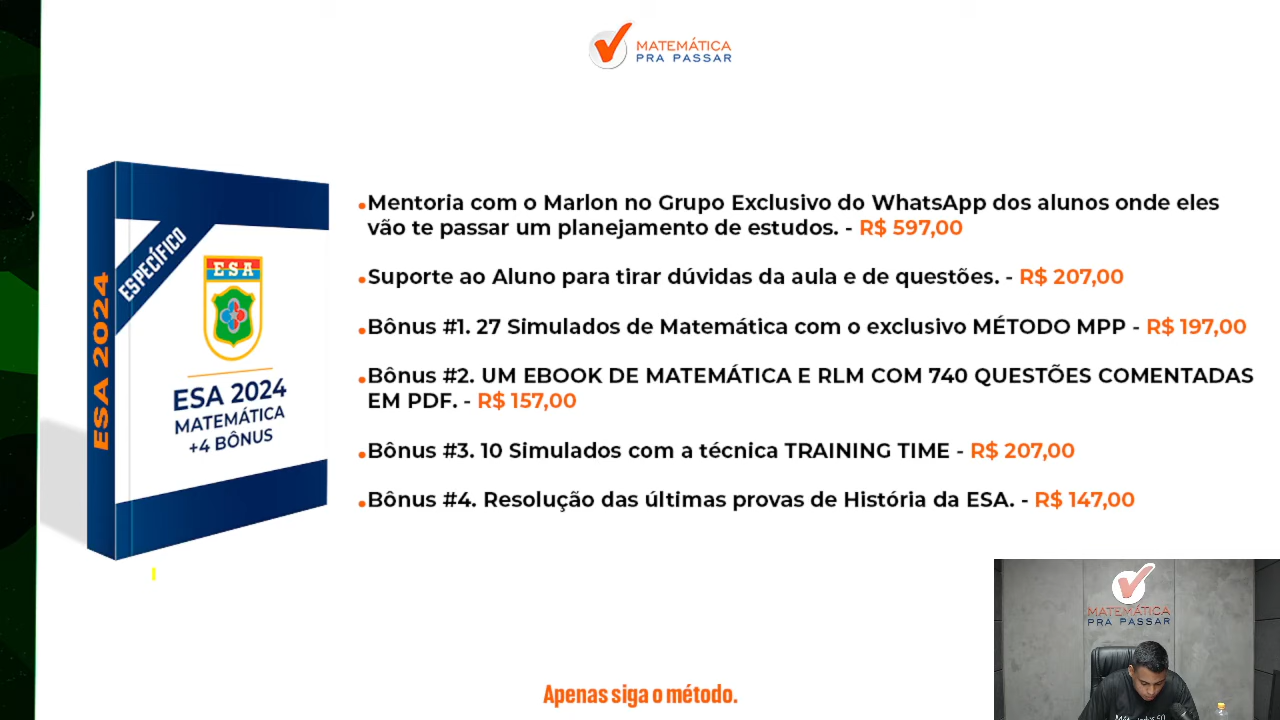 MATEMÁTICA
PRA PASSAR
ESA 2024
ESPECÍFICO
ESA
ESA 2024
MATEMÁTICA
+4 BÔNUS
•Mentoria com o Marlon no Grupo Exclusivo do WhatsApp dos alunos onde eles
vão te passar um planejamento de estudos. - R$ 597,00
•Suporte ao Aluno para tirar dúvidas da aula e de questões. - R$ 207,00
•Bônus #1. 27 Simulados de Matemática com o exclusivo MÉTODO MPP - R$ 197,00
•Bônus #2. UM EBOOK DE MATEMÁTICA E RLM COM 740 QUESTÕES COMENTADAS
EM PDF. - R$ 157,00
•Bônus #3. 10 Simulados com a técnica TRAINING TIME - R$ 207,00
•Bônus #4. Resolução das últimas provas de História da ESA. - R$ 147,00
MATEMÁTICA
PRA PASSAR
Apenas siga o método.